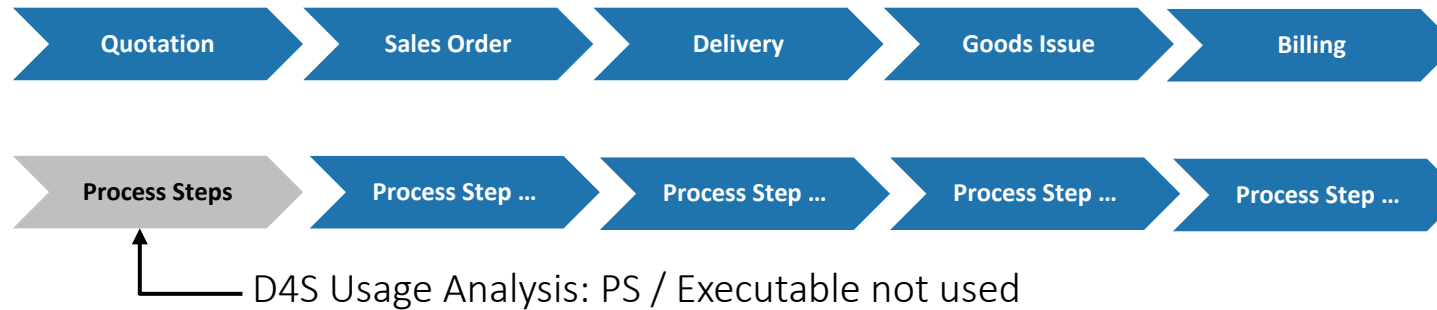 Quotation
Sales Order
Delivery
Goods Issue
Billing
Process Steps
Process Step ...
Process Step ...
Process Step ...
Process Step ...
D4S Usage Analysis: PS / Executable not used